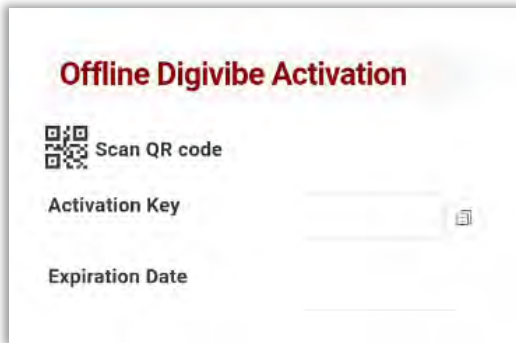 Offline Digivibe Activation
Scan QR code
Activation Key
Expiration Date